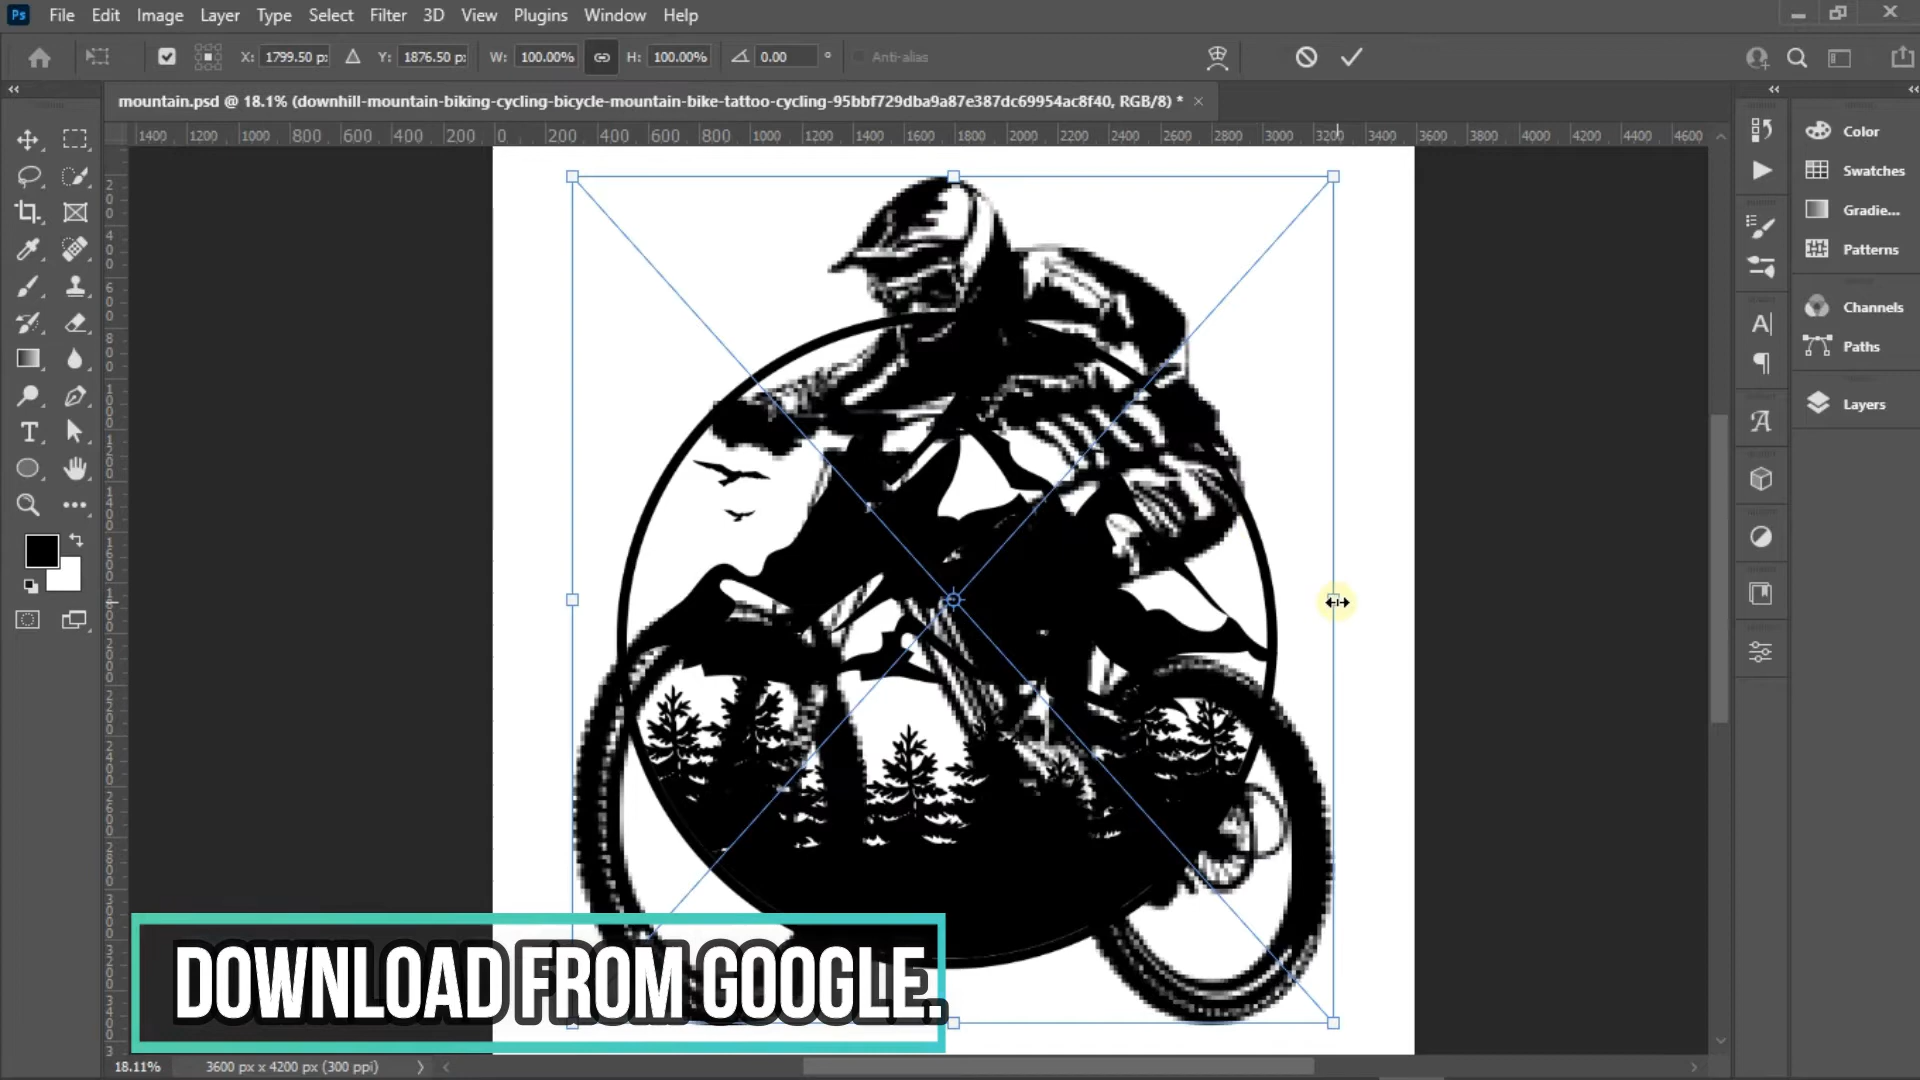 Ps File Edit Image Layer Type Select Filter 3D View Plugins Window Help
X: 1799.50 p: Y: 1876.50 p: W: 100.00% H: 100.00% 0.00 ° Anti-alias
mountain.psd @ 18.1% (downhill-mountain-biking-cycling-bicycle-mountain-bike-tattoo-cycling-95bbf729dba9a87e387dc69954ac8f40, RGB/8) * ×
1400 1200 1000 800 600 400 200 0 200 400 600 800 1000 1200 1400 1600 1800 2000 2200 2400 2600 2800 3000 3200 3400 3600 3800 4000 4200 4400 4600
Color
Swatches
Gradie...
Patterns
Channels
Paths
Layers
DOWNLOAD FROM GOOGLE.
18.11% 3600 px x 4200 px (300 ppi)